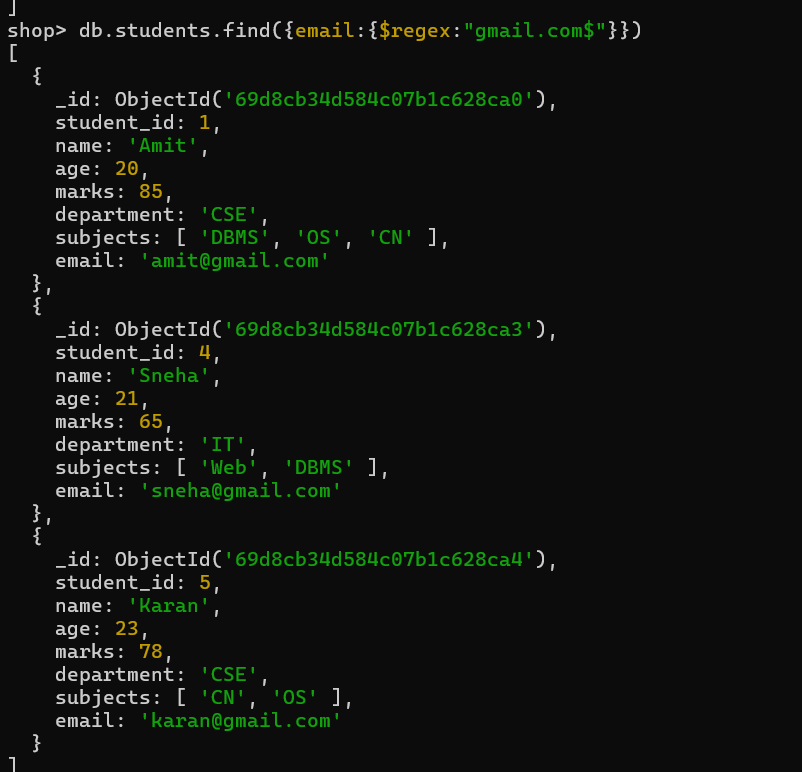 ]
shop> db.students.find({email:{$regex:"gmail.com$"}})
[
  {
    _id: ObjectId('69d8cb34d584c07b1c628ca0'),
    student_id: 1,
    name: 'Amit',
    age: 20,
    marks: 85,
    department: 'CSE',
    subjects: [ 'DBMS', 'OS', 'CN' ],
    email: 'amit@gmail.com'
  },
  {
    _id: ObjectId('69d8cb34d584c07b1c628ca3'),
    student_id: 4,
    name: 'Sneha',
    age: 21,
    marks: 65,
    department: 'IT',
    subjects: [ 'Web', 'DBMS' ],
    email: 'sneha@gmail.com'
  },
  {
    _id: ObjectId('69d8cb34d584c07b1c628ca4'),
    student_id: 5,
    name: 'Karan',
    age: 23,
    marks: 78,
    department: 'CSE',
    subjects: [ 'CN', 'OS' ],
    email: 'karan@gmail.com'
  }
]